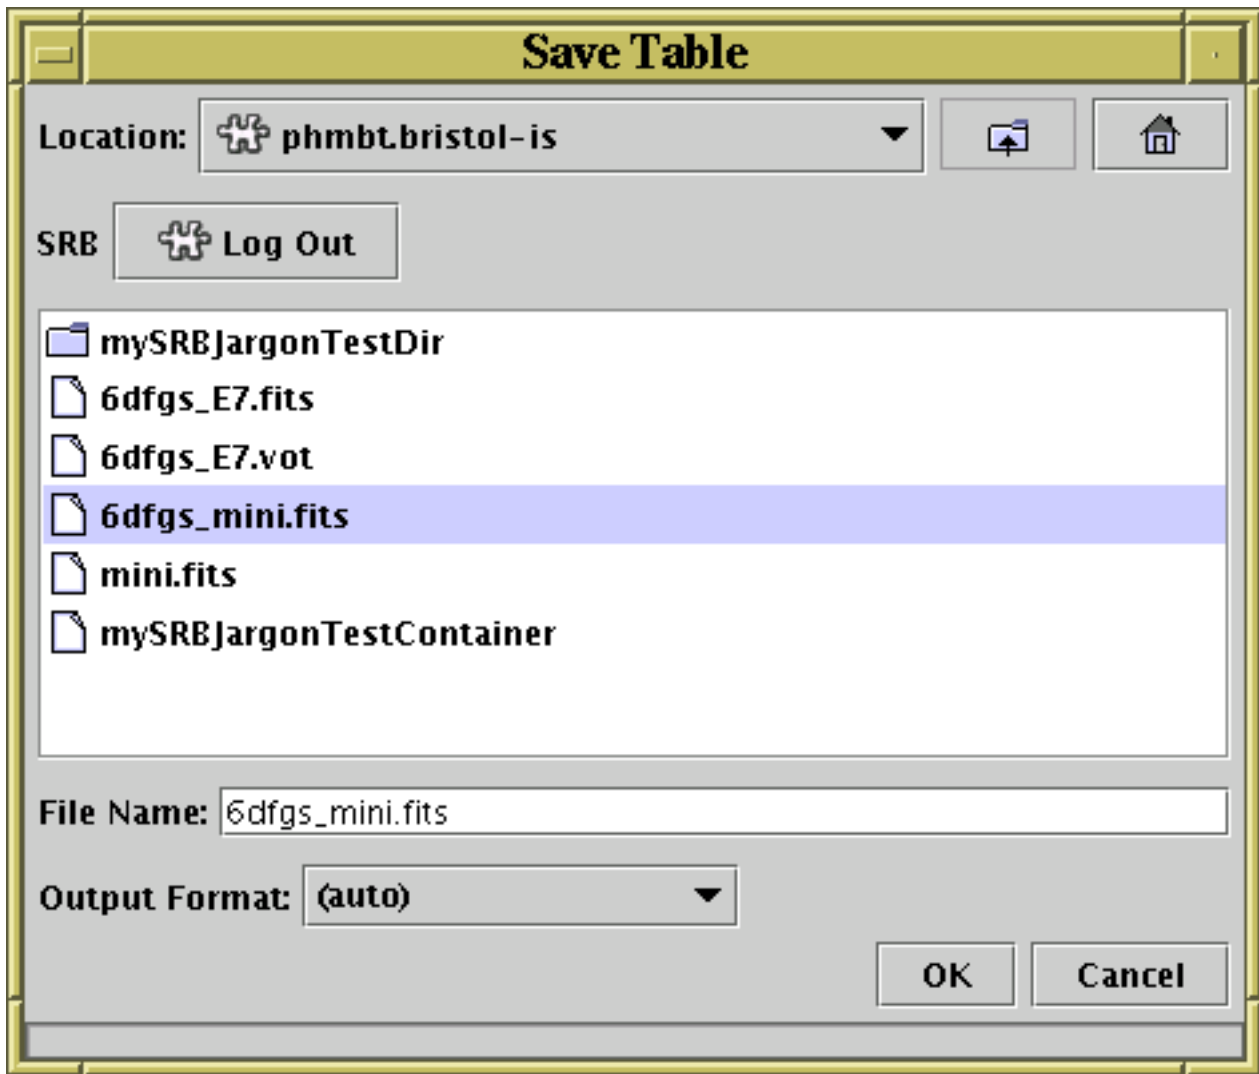 Save Table
Location: phmbt.bristol-is
SRB Log Out
mySRBJargonTestDir
6dfgs_E7.fits
6dfgs_E7.vot
6dfgs_mini.fits
mini.fits
mySRBJargonTestContainer
File Name: 6dfgs_mini.fits
Output Format: (auto)
OK Cancel